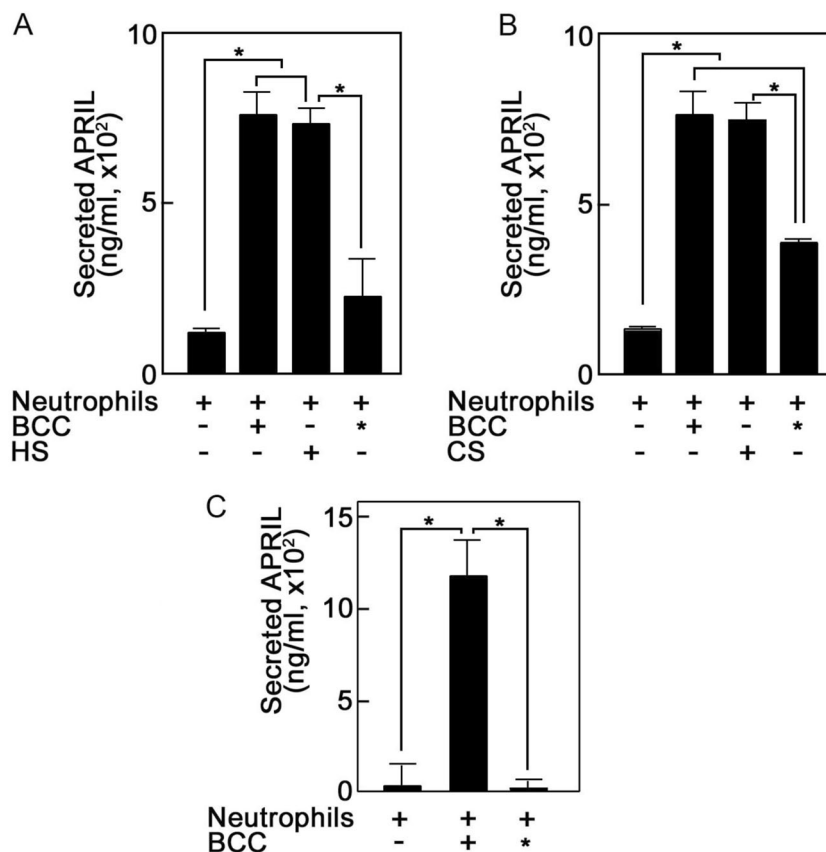 A
Secreted APRIL
(ng/ml, x10²)
10
5
0
*
*
Neutrophils + + + +
BCC - + - *
HS - - + -
B
Secreted APRIL
(ng/ml, x10²)
10
5
0
*
*
Neutrophils + + + +
BCC - + - *
CS - - + -
C
Secreted APRIL
(ng/ml, x10²)
15
10
5
0
* *
Neutrophils + + +
BCC - + *